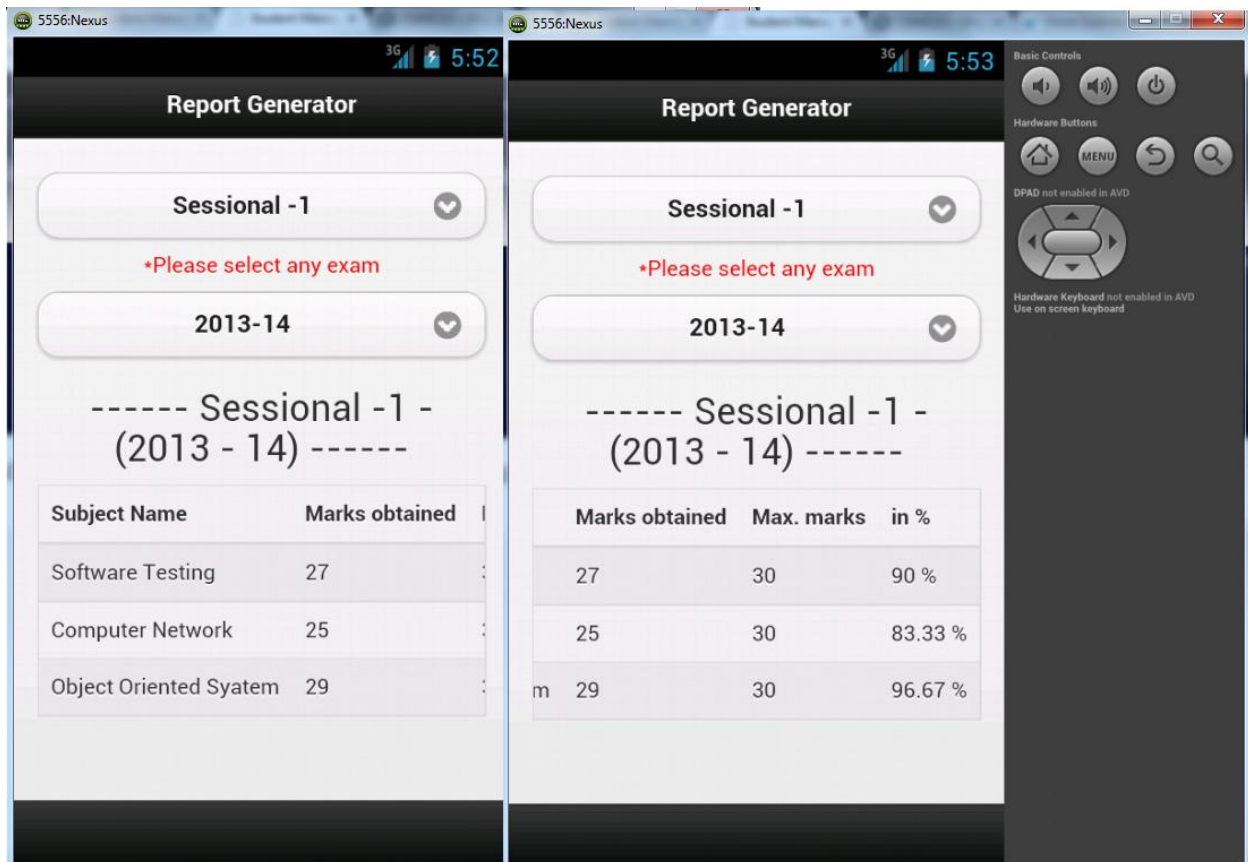 5556:Nexus
3G 5:52
Report Generator
Sessional -1
*Please select any exam
2013-14
------ Sessional -1 -
(2013 - 14) ------
Subject Name Marks obtained
Software Testing 27
Computer Network 25
Object Oriented Syatem 29
5556:Nexus
3G 5:53
Report Generator
Sessional -1
*Please select any exam
2013-14
------ Sessional -1 -
(2013 - 14) ------
Marks obtained Max. marks in %
27 30 90 %
25 30 83.33 %
m 29 30 96.67 %
Basic Controls
Hardware Buttons
MENU
DPAD not enabled in AVD
Hardware Keyboard not enabled in AVD
Use on screen keyboard